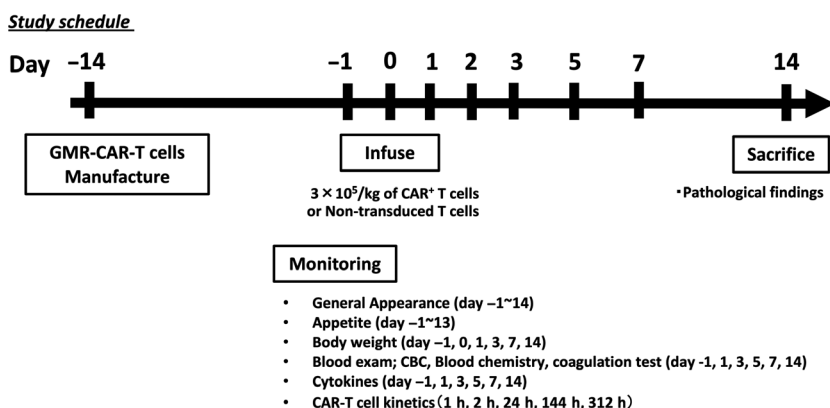 Study schedule
Day –14 –1 0 1 2 3 5 7 14
GMR-CAR-T cells
Manufacture
Infuse
Sacrifice
3 × 10⁵/kg of CAR⁺ T cells
or Non-transduced T cells
・Pathological findings
Monitoring
• General Appearance (day –1~14)
• Appetite (day –1~13)
• Body weight (day –1, 0, 1, 3, 7, 14)
• Blood exam; CBC, Blood chemistry, coagulation test (day -1, 1, 3, 5, 7, 14)
• Cytokines (day –1, 1, 3, 5, 7, 14)
• CAR-T cell kinetics (1 h, 2 h, 24 h, 144 h, 312 h)